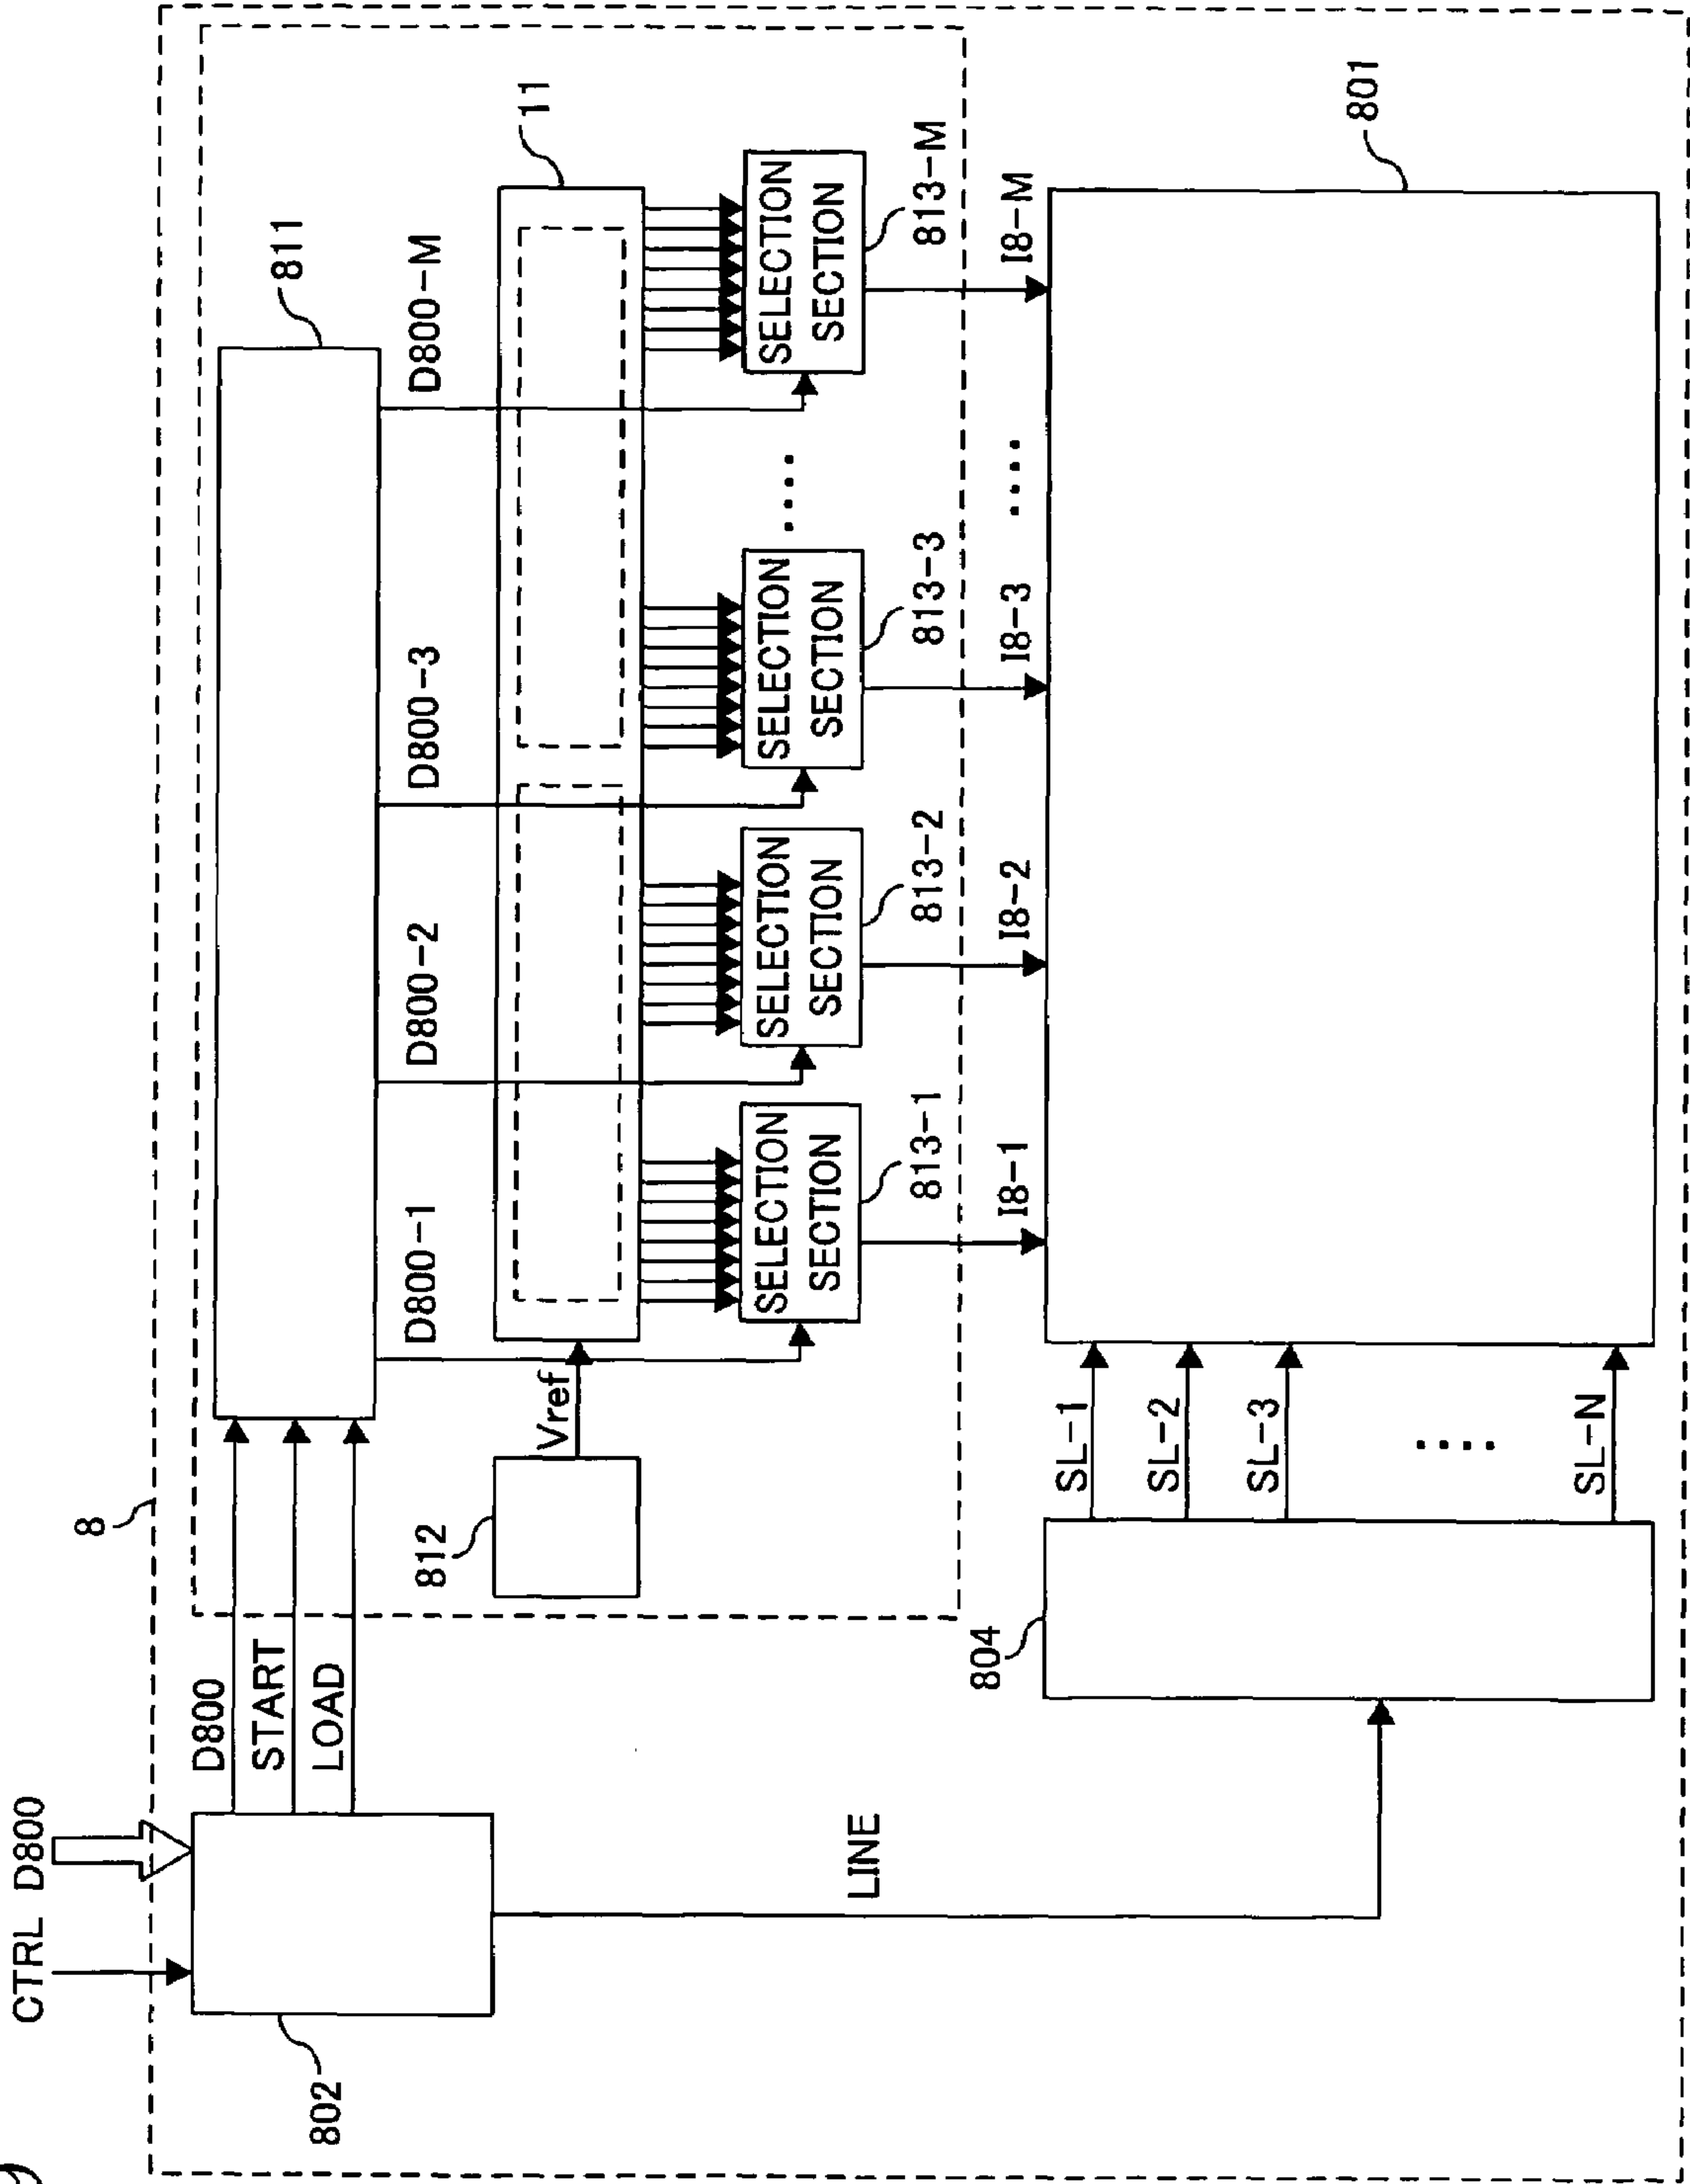 CTRL D800
8
802
D800
START
LOAD
811
D800-1
D800-2
D800-3
D800-M
812
Vref
11
SELECTION
SECTION
SELECTION
SECTION
SELECTION
SECTION
....
SELECTION
SECTION
813-1
813-2
813-3
813-M
LINE
804
I8-1
I8-2
I8-3
....
I8-M
SL-1
SL-2
SL-3
....
SL-N
801